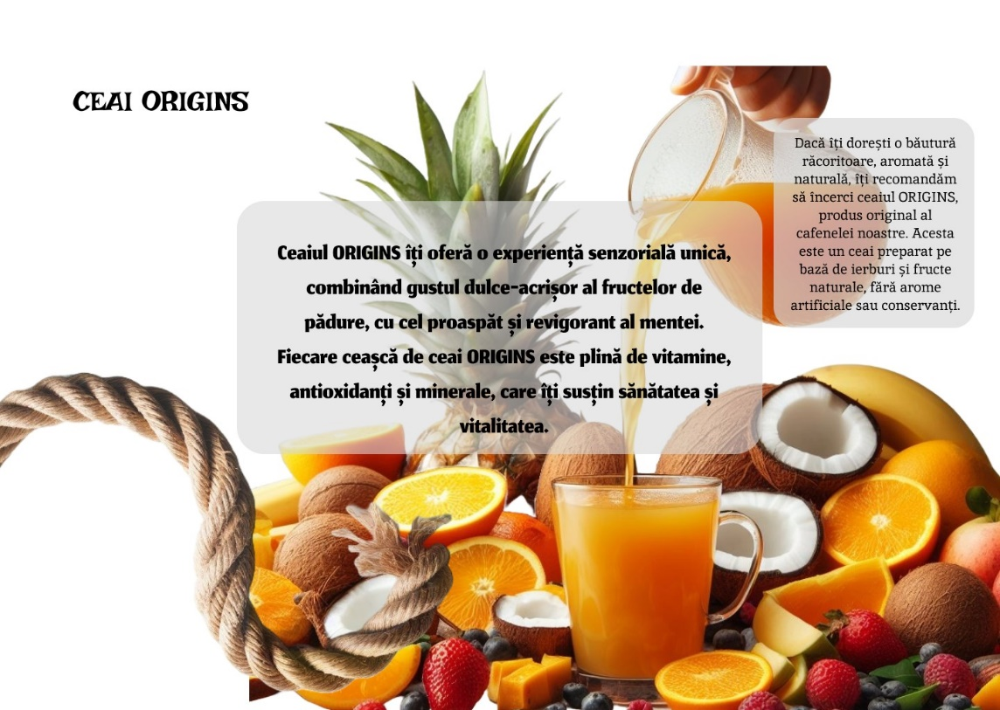 CEAI ORIGINS
Dacă îți dorești o băutură
răcoritoare, aromată și
naturală, îți recomandăm
să încerci ceaiul ORIGINS,
produs original al
cafenelei noastre. Acesta
este un ceai preparat pe
bază de ierburi și fructe
naturale, fără arome
artificiale sau conservanți.
Ceaiul ORIGINS îți oferă o experiență senzorială unică,
combinând gustul dulce-acrișor al fructelor de
pădure, cu cel proaspăt și revigorant al mentei.
Fiecare ceașcă de ceai ORIGINS este plină de vitamine,
antioxidanți și minerale, care îți susțin sănătatea și
vitalitatea.